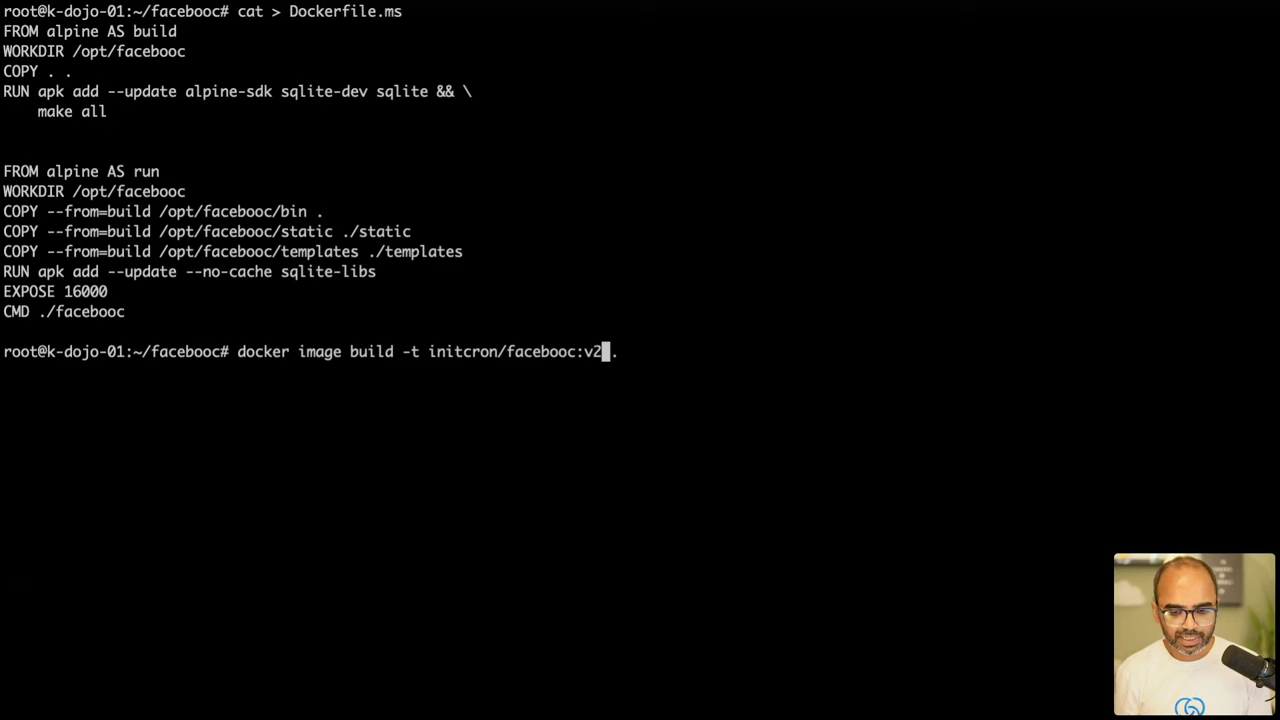 root@k-dojo-01:~/facebooc# cat > Dockerfile.ms
FROM alpine AS build
WORKDIR /opt/facebooc
COPY . .
RUN apk add --update alpine-sdk sqlite-dev sqlite && \
    make all
FROM alpine AS run
WORKDIR /opt/facebooc
COPY --from=build /opt/facebooc/bin .
COPY --from=build /opt/facebooc/static ./static
COPY --from=build /opt/facebooc/templates ./templates
RUN apk add --update --no-cache sqlite-libs
EXPOSE 16000
CMD ./facebooc
root@k-dojo-01:~/facebooc# docker image build -t initcron/facebooc:v2 .